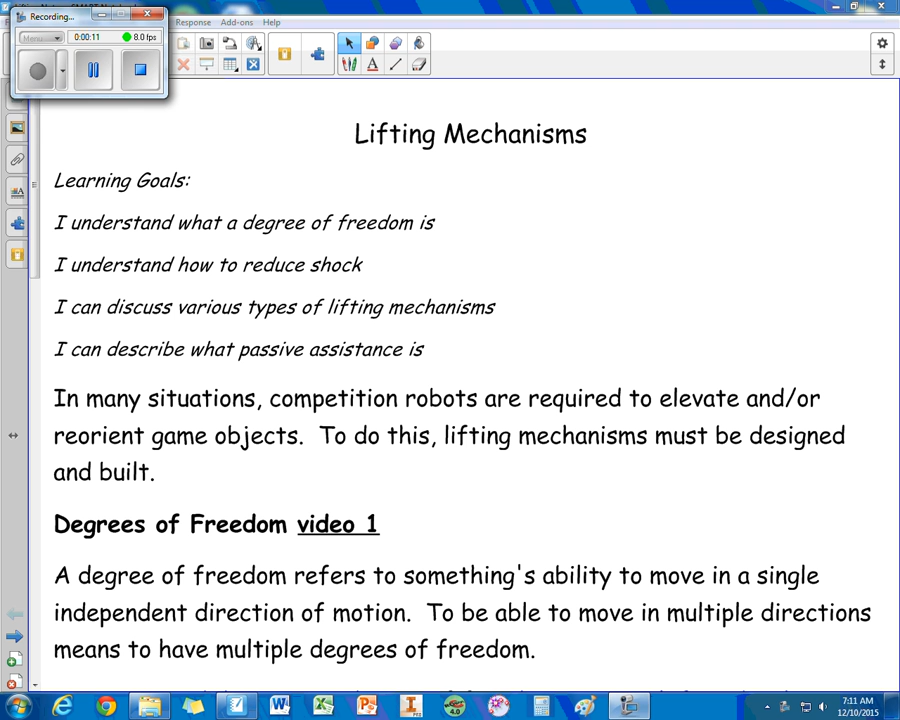 Recording...
Menu
0:00:11
8.0 fps
Response Add-ons Help
Lifting Mechanisms
Learning Goals:
I understand what a degree of freedom is
I understand how to reduce shock
I can discuss various types of lifting mechanisms
I can describe what passive assistance is
In many situations, competition robots are required to elevate and/or
reorient game objects. To do this, lifting mechanisms must be designed
and built.
Degrees of Freedom video 1
A degree of freedom refers to something's ability to move in a single
independent direction of motion. To be able to move in multiple directions
means to have multiple degrees of freedom.
7:11 AM
12/10/2015